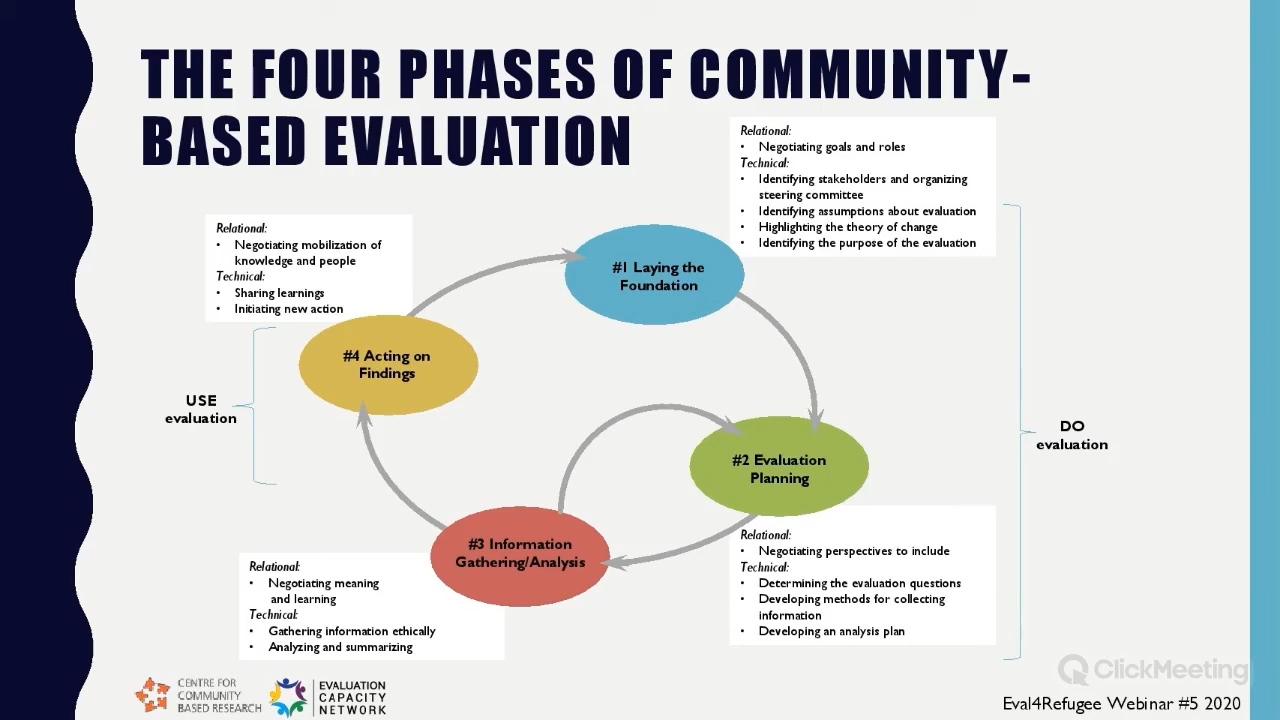 THE FOUR PHASES OF COMMUNITY-
BASED EVALUATION
Relational:
• Negotiating goals and roles
Technical:
• Identifying stakeholders and organizing
steering committee
• Identifying assumptions about evaluation
• Highlighting the theory of change
• Identifying the purpose of the evaluation
Relational:
• Negotiating mobilization of
knowledge and people
Technical:
• Sharing learnings
• Initiating new action
#1 Laying the
Foundation
#4 Acting on
Findings
USE
evaluation
DO
evaluation
#2 Evaluation
Planning
#3 Information
Gathering/Analysis
Relational:
• Negotiating perspectives to include
Technical:
• Determining the evaluation questions
• Developing methods for collecting
information
• Developing an analysis plan
Relational:
• Negotiating meaning
and learning
Technical:
• Gathering information ethically
• Analyzing and summarizing
CENTRE FOR
COMMUNITY
BASED RESEARCH
EVALUATION
CAPACITY
NETWORK
ClickMeeting
Eval4Refugee Webinar #5 2020